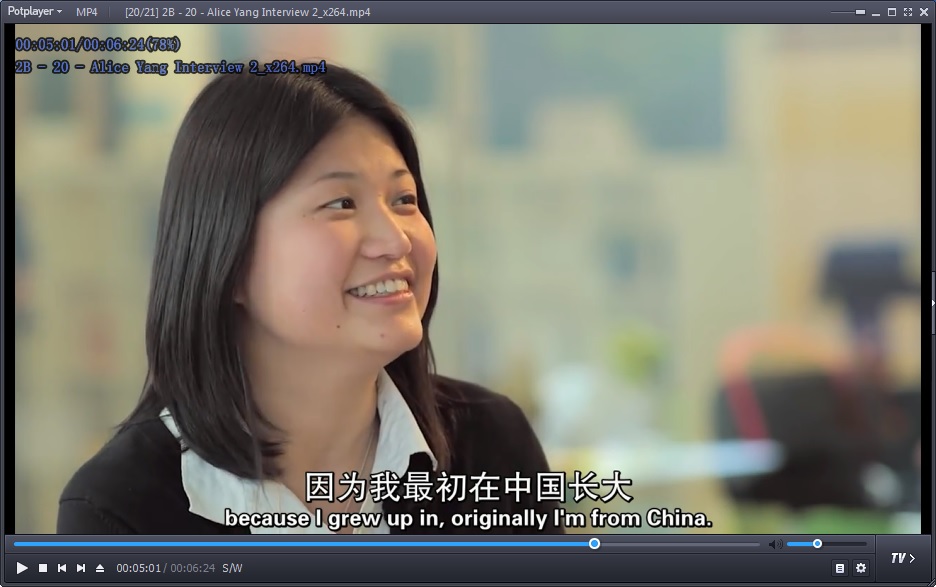 Potplayer MP4 [20/21] 2B - 20 - Alice Yang Interview 2_x264.mp4
00:05:01/00:06:24(78%)
2B - 20 - Alice Yang Interview 2_x264.mp4
因为我最初在中国长大
because I grew up in, originally I'm from China.
00:05:01 / 00:06:24 S/W
TV